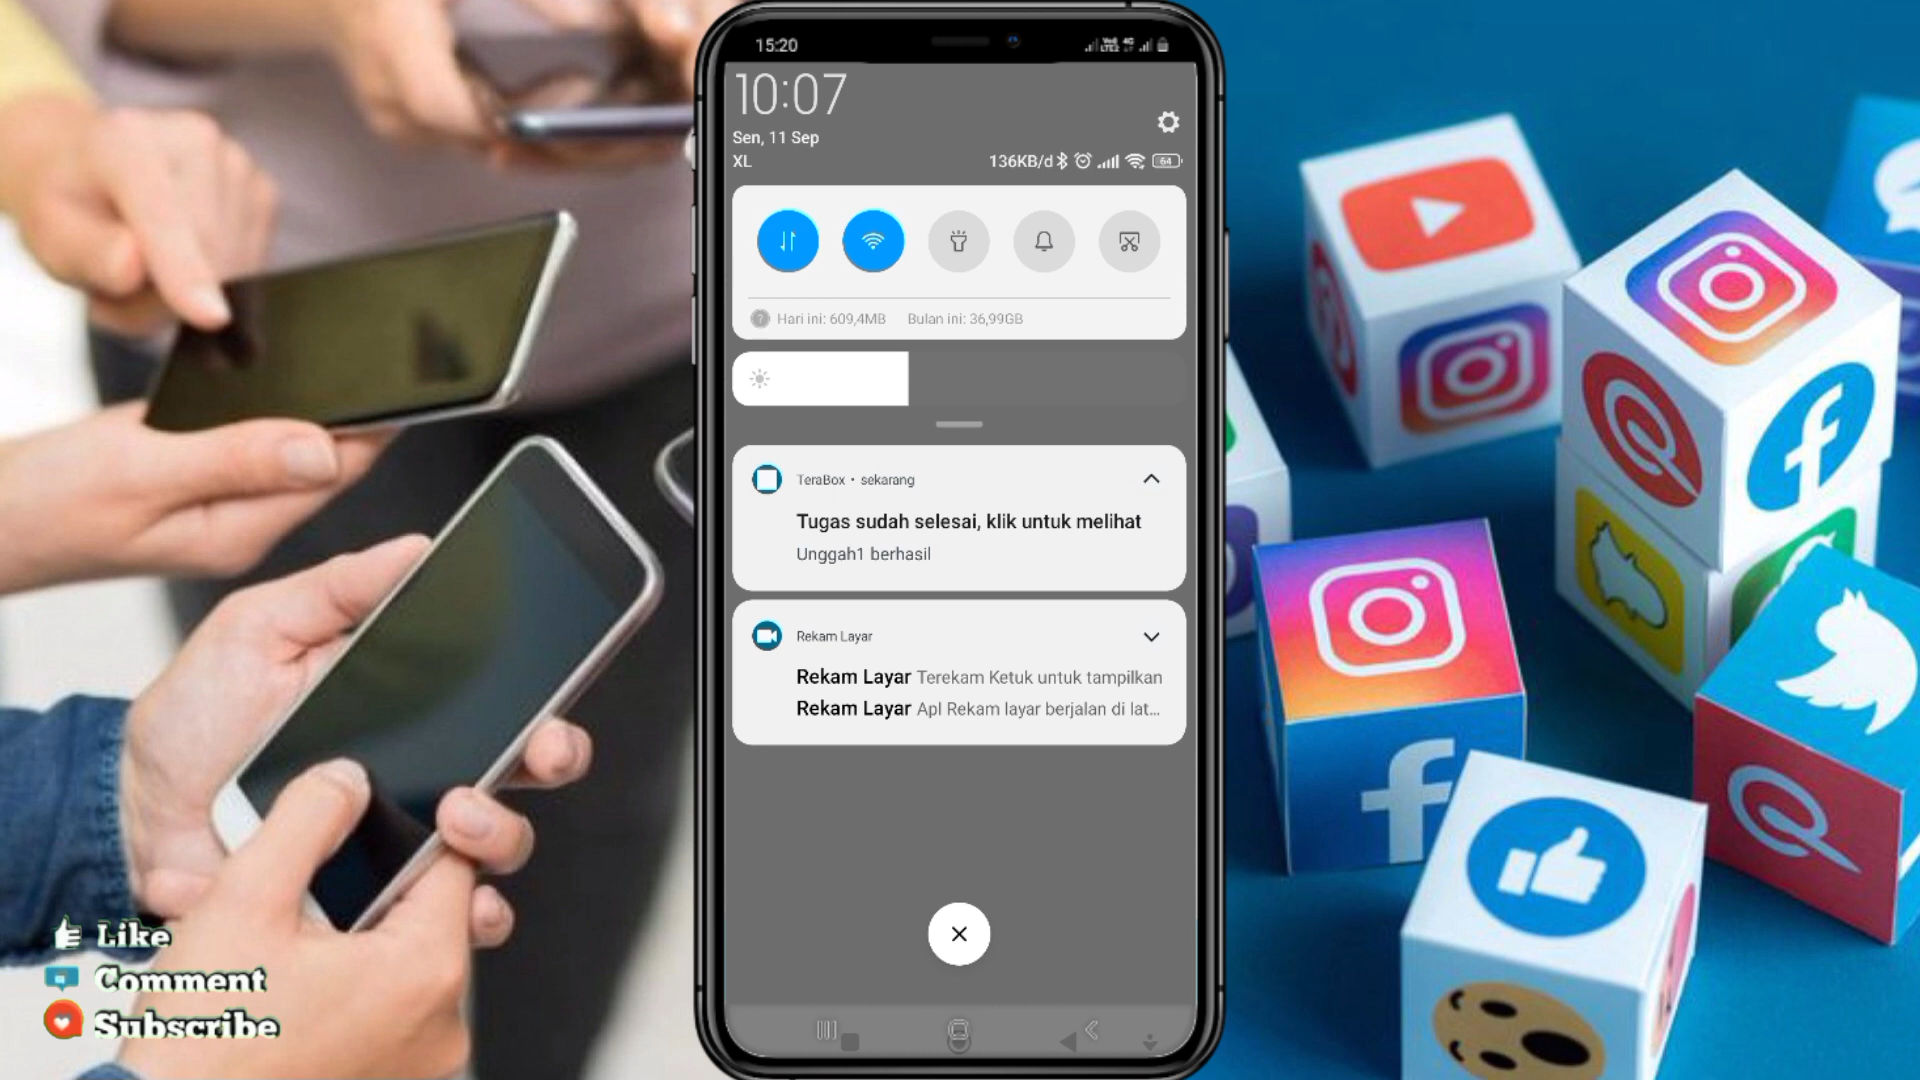 15:20
10:07
Sen, 11 Sep
XL
136KB/d
64
Hari ini: 609,4MB Bulan ini: 36,99GB
TeraBox • sekarang
Tugas sudah selesai, klik untuk melihat
Unggah1 berhasil
Rekam Layar
Rekam Layar Terekam Ketuk untuk tampilkan
Rekam Layar Apl Rekam layar berjalan di lat...
Like
Comment
Subscribe